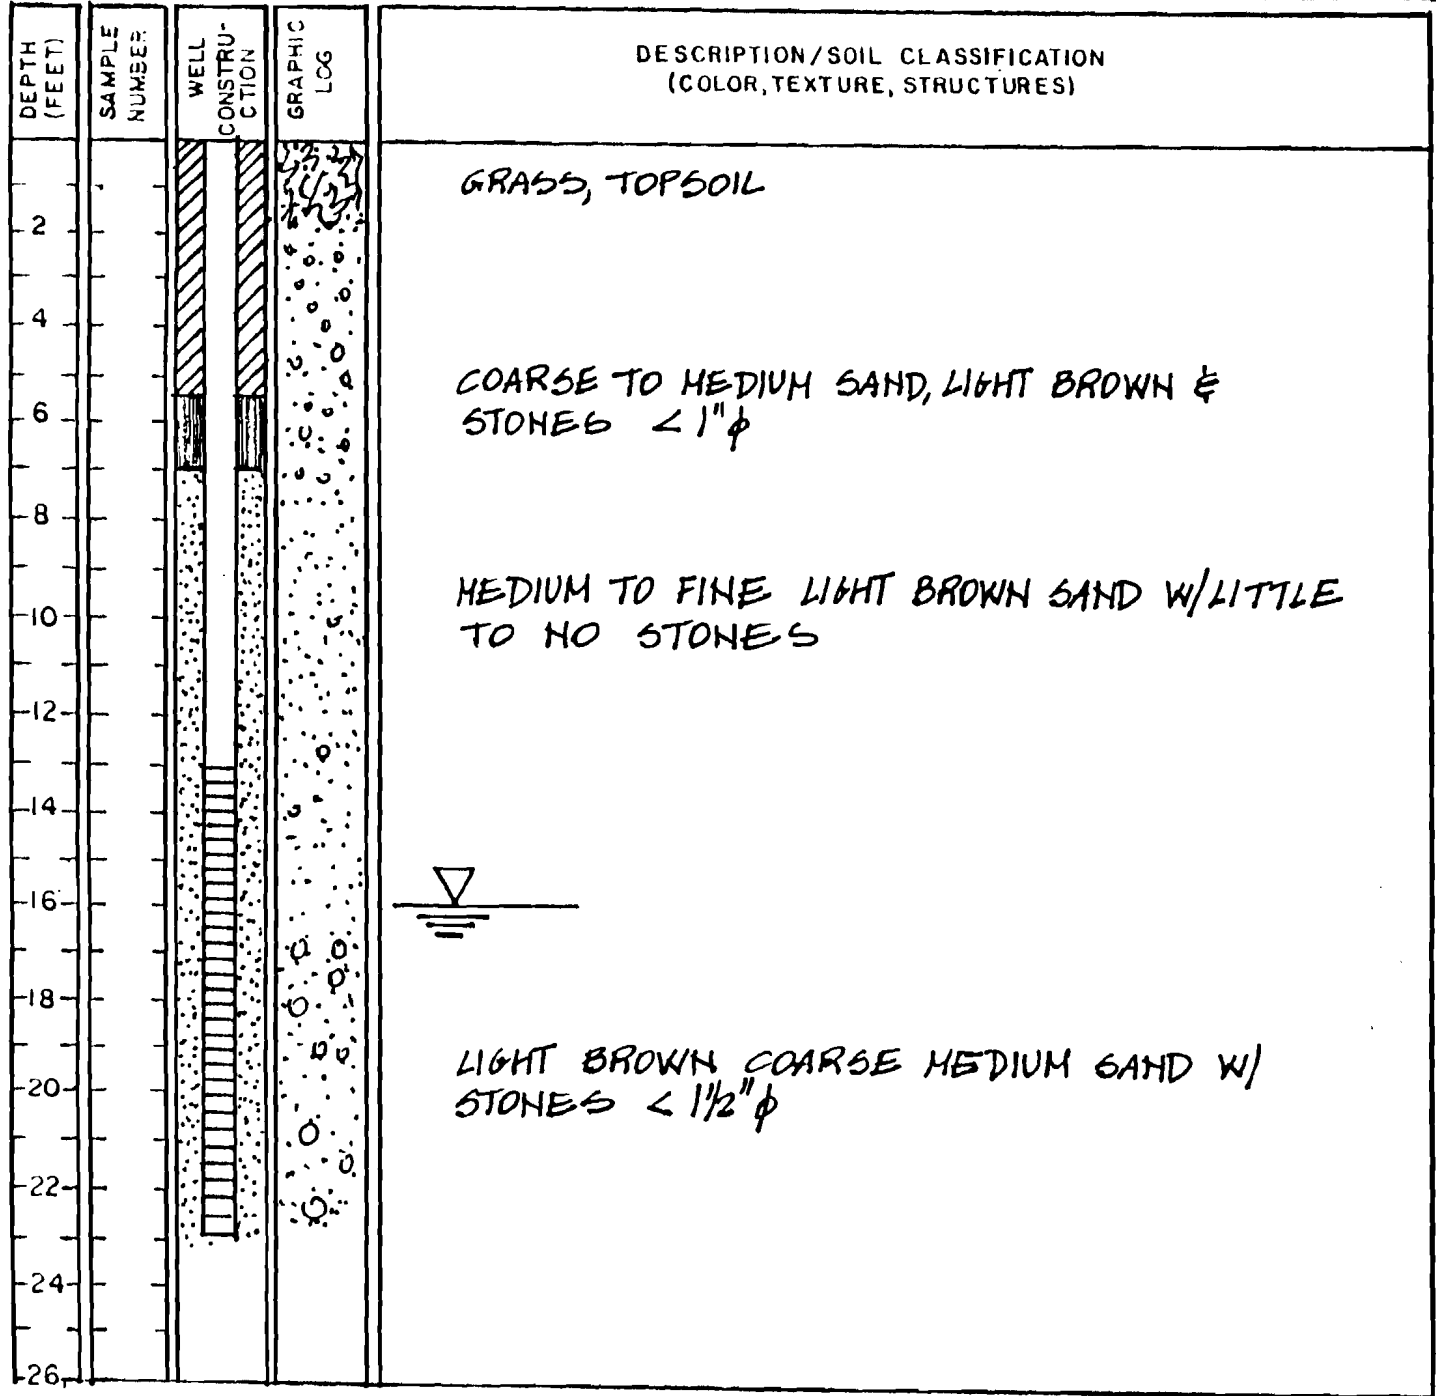 DEPTH
(FEET)
SAMPLE
NUMBER
WELL
CONSTRU-
CTION
GRAPHIC
LOG
DESCRIPTION/SOIL CLASSIFICATION
(COLOR, TEXTURE, STRUCTURES)
GRASS, TOPSOIL
2
4
COARSE TO MEDIUM SAND, LIGHT BROWN &
STONES < 1"ϕ
6
8
MEDIUM TO FINE LIGHT BROWN SAND W/LITTLE
TO NO STONES
10
12
14
16
18
LIGHT BROWN COARSE MEDIUM SAND W/
STONES < 1½"ϕ
20
22
24
26